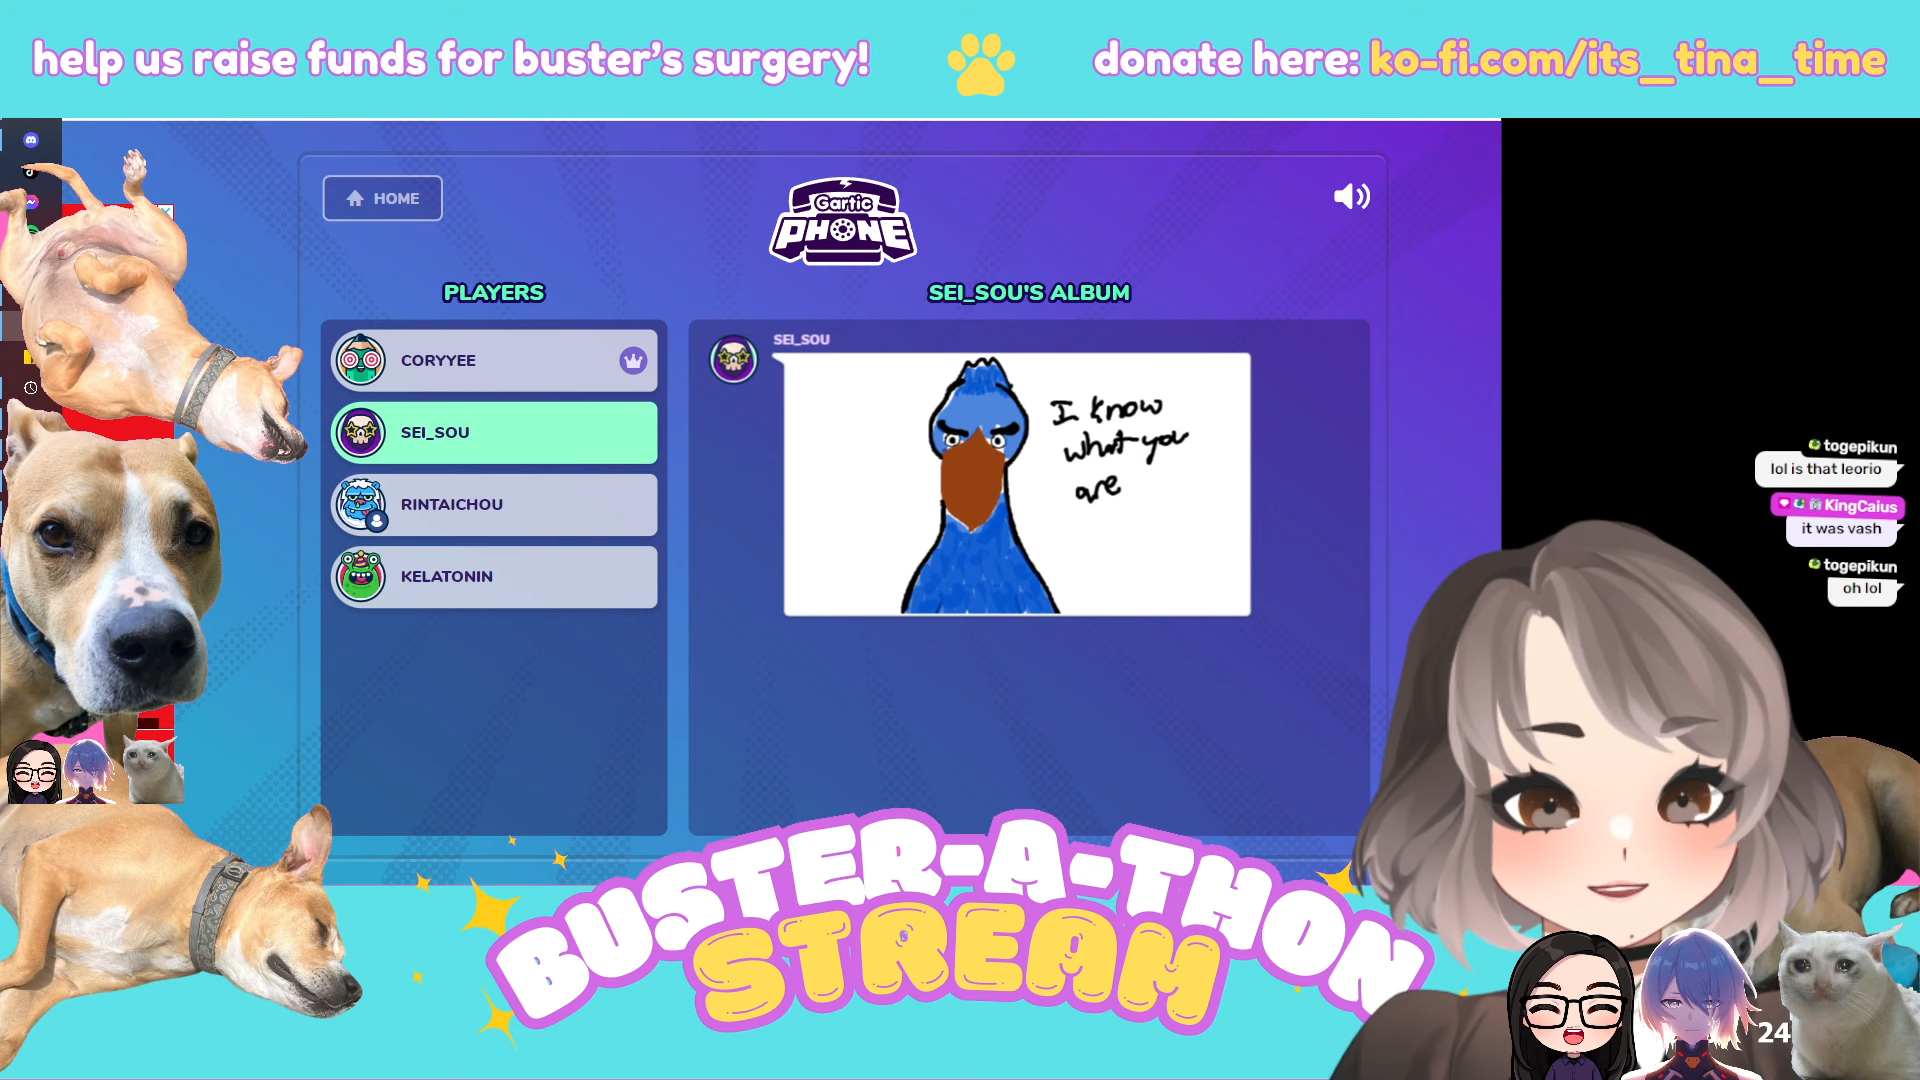 help us raise funds for buster's surgery!
donate here: ko-fi.com/its_tina_time
HOME
Gartic
PHONE
PLAYERS
SEI_SOU'S ALBUM
CORYYEE
SEI_SOU
RINTAICHOU
KELATONIN
SEI_SOU
I know
what you
are
togepikun
lol is that leorio
KingCaius
it was vash
togepikun
oh lol
BUSTER-A-THON
STREAM
24